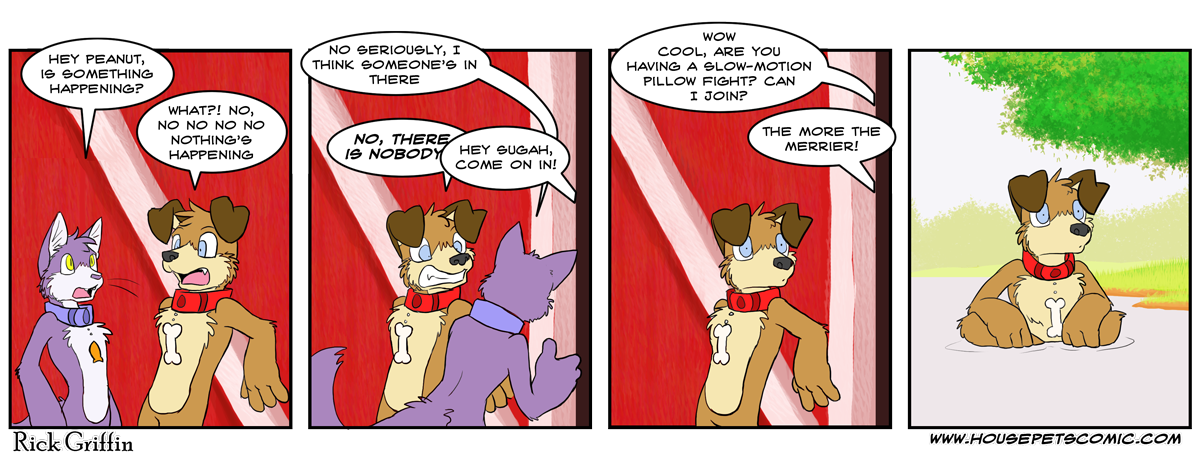 HEY PEANUT,
IS SOMETHING
HAPPENING?
WHAT?! NO,
NO NO NO NO
NOTHING'S
HAPPENING
NO SERIOUSLY, I
THINK SOMEONE'S IN
THERE
NO, THERE
IS NOBODY
HEY SUGAH,
COME ON IN!
WOW
COOL, ARE YOU
HAVING A SLOW-MOTION
PILLOW FIGHT? CAN
I JOIN?
THE MORE THE
MERRIER!
Rick Griffin
WWW.HOUSEPETSCOMIC.COM